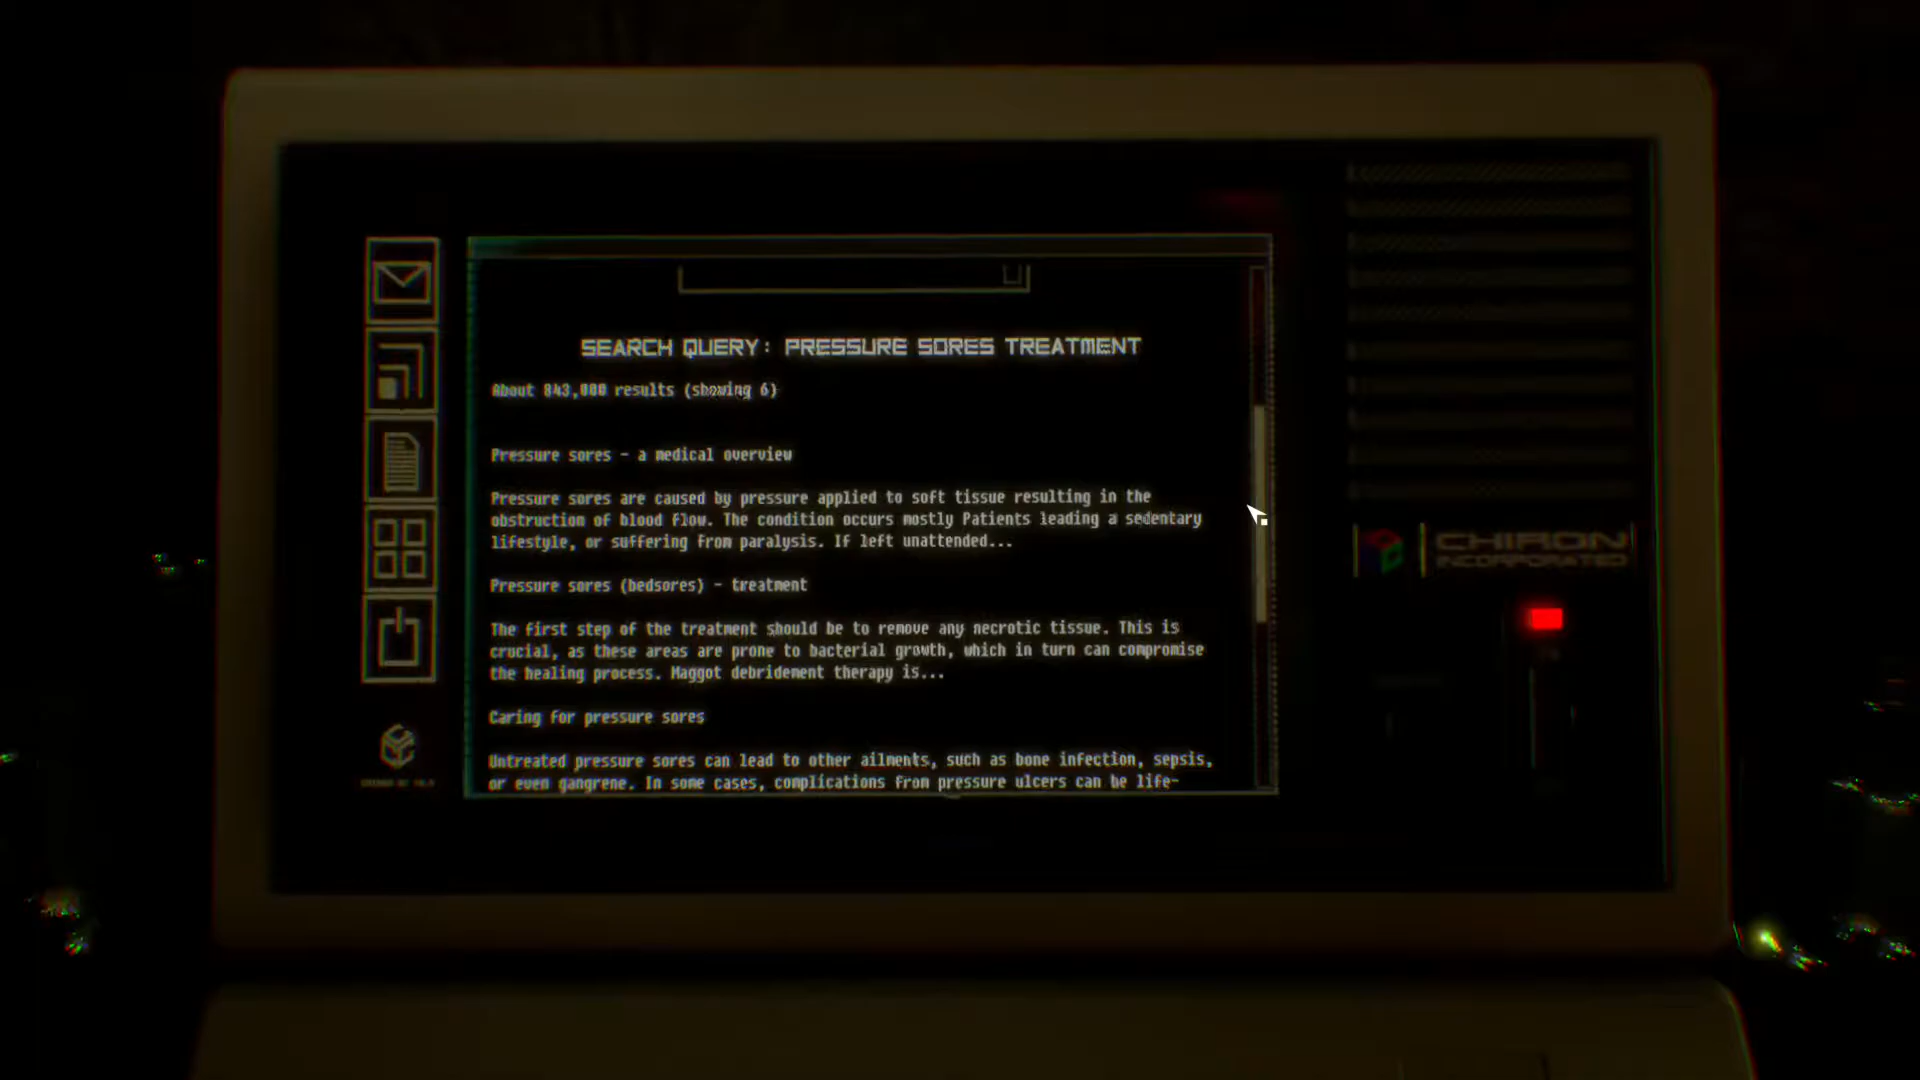 SEARCH QUERY: PRESSURE SORES TREATMENT
About 843,000 results (showing 6)
Pressure sores - a medical overview
Pressure sores are caused by pressure applied to soft tissue resulting in the
obstruction of blood flow. The condition occurs mostly Patients leading a sedentary
lifestyle, or suffering from paralysis. If left unattended...
Pressure sores (bedsores) - treatment
The first step of the treatment should be to remove any necrotic tissue. This is
crucial, as these areas are prone to bacterial growth, which in turn can compromise
the healing process. Maggot debridement therapy is...
Caring for pressure sores
Untreated pressure sores can lead to other ailments, such as bone infection, sepsis,
or even gangrene. In some cases, complications from pressure ulcers can be life-
CHIRON
INCORPORATED